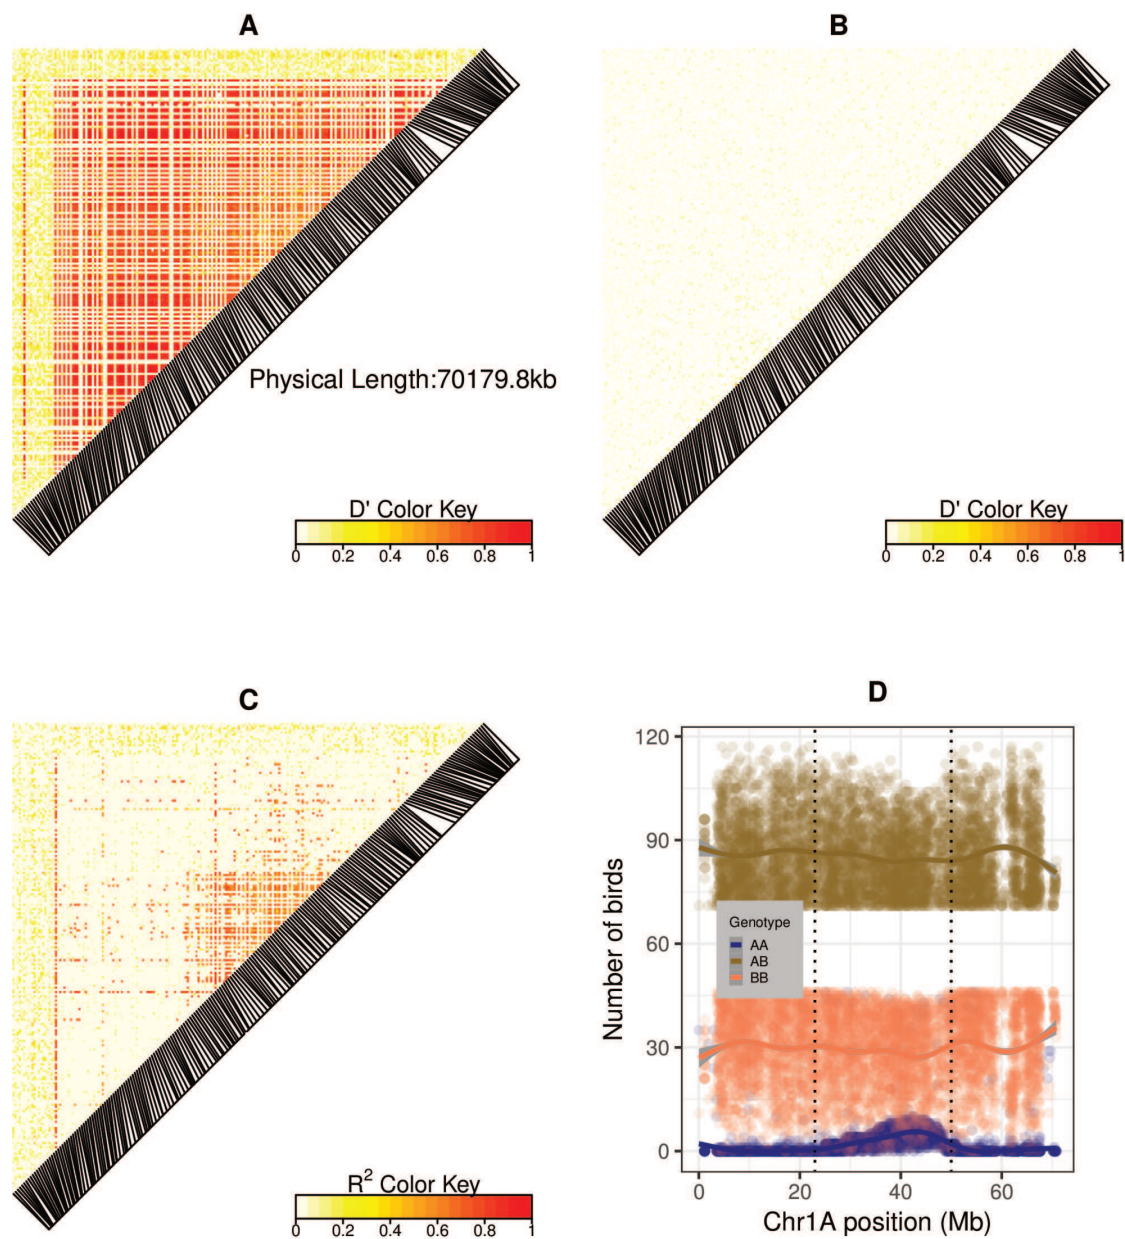 A
B
Physical Length:70179.8kb
D' Color Key
0 0.2 0.4 0.6 0.8 1
D' Color Key
0 0.2 0.4 0.6 0.8 1
C
R2 Color Key
0 0.2 0.4 0.6 0.8 1
D
Number of birds
120
90
60
30
0
Genotype
AA
AB
BB
0 20 40 60
Chr1A position (Mb)